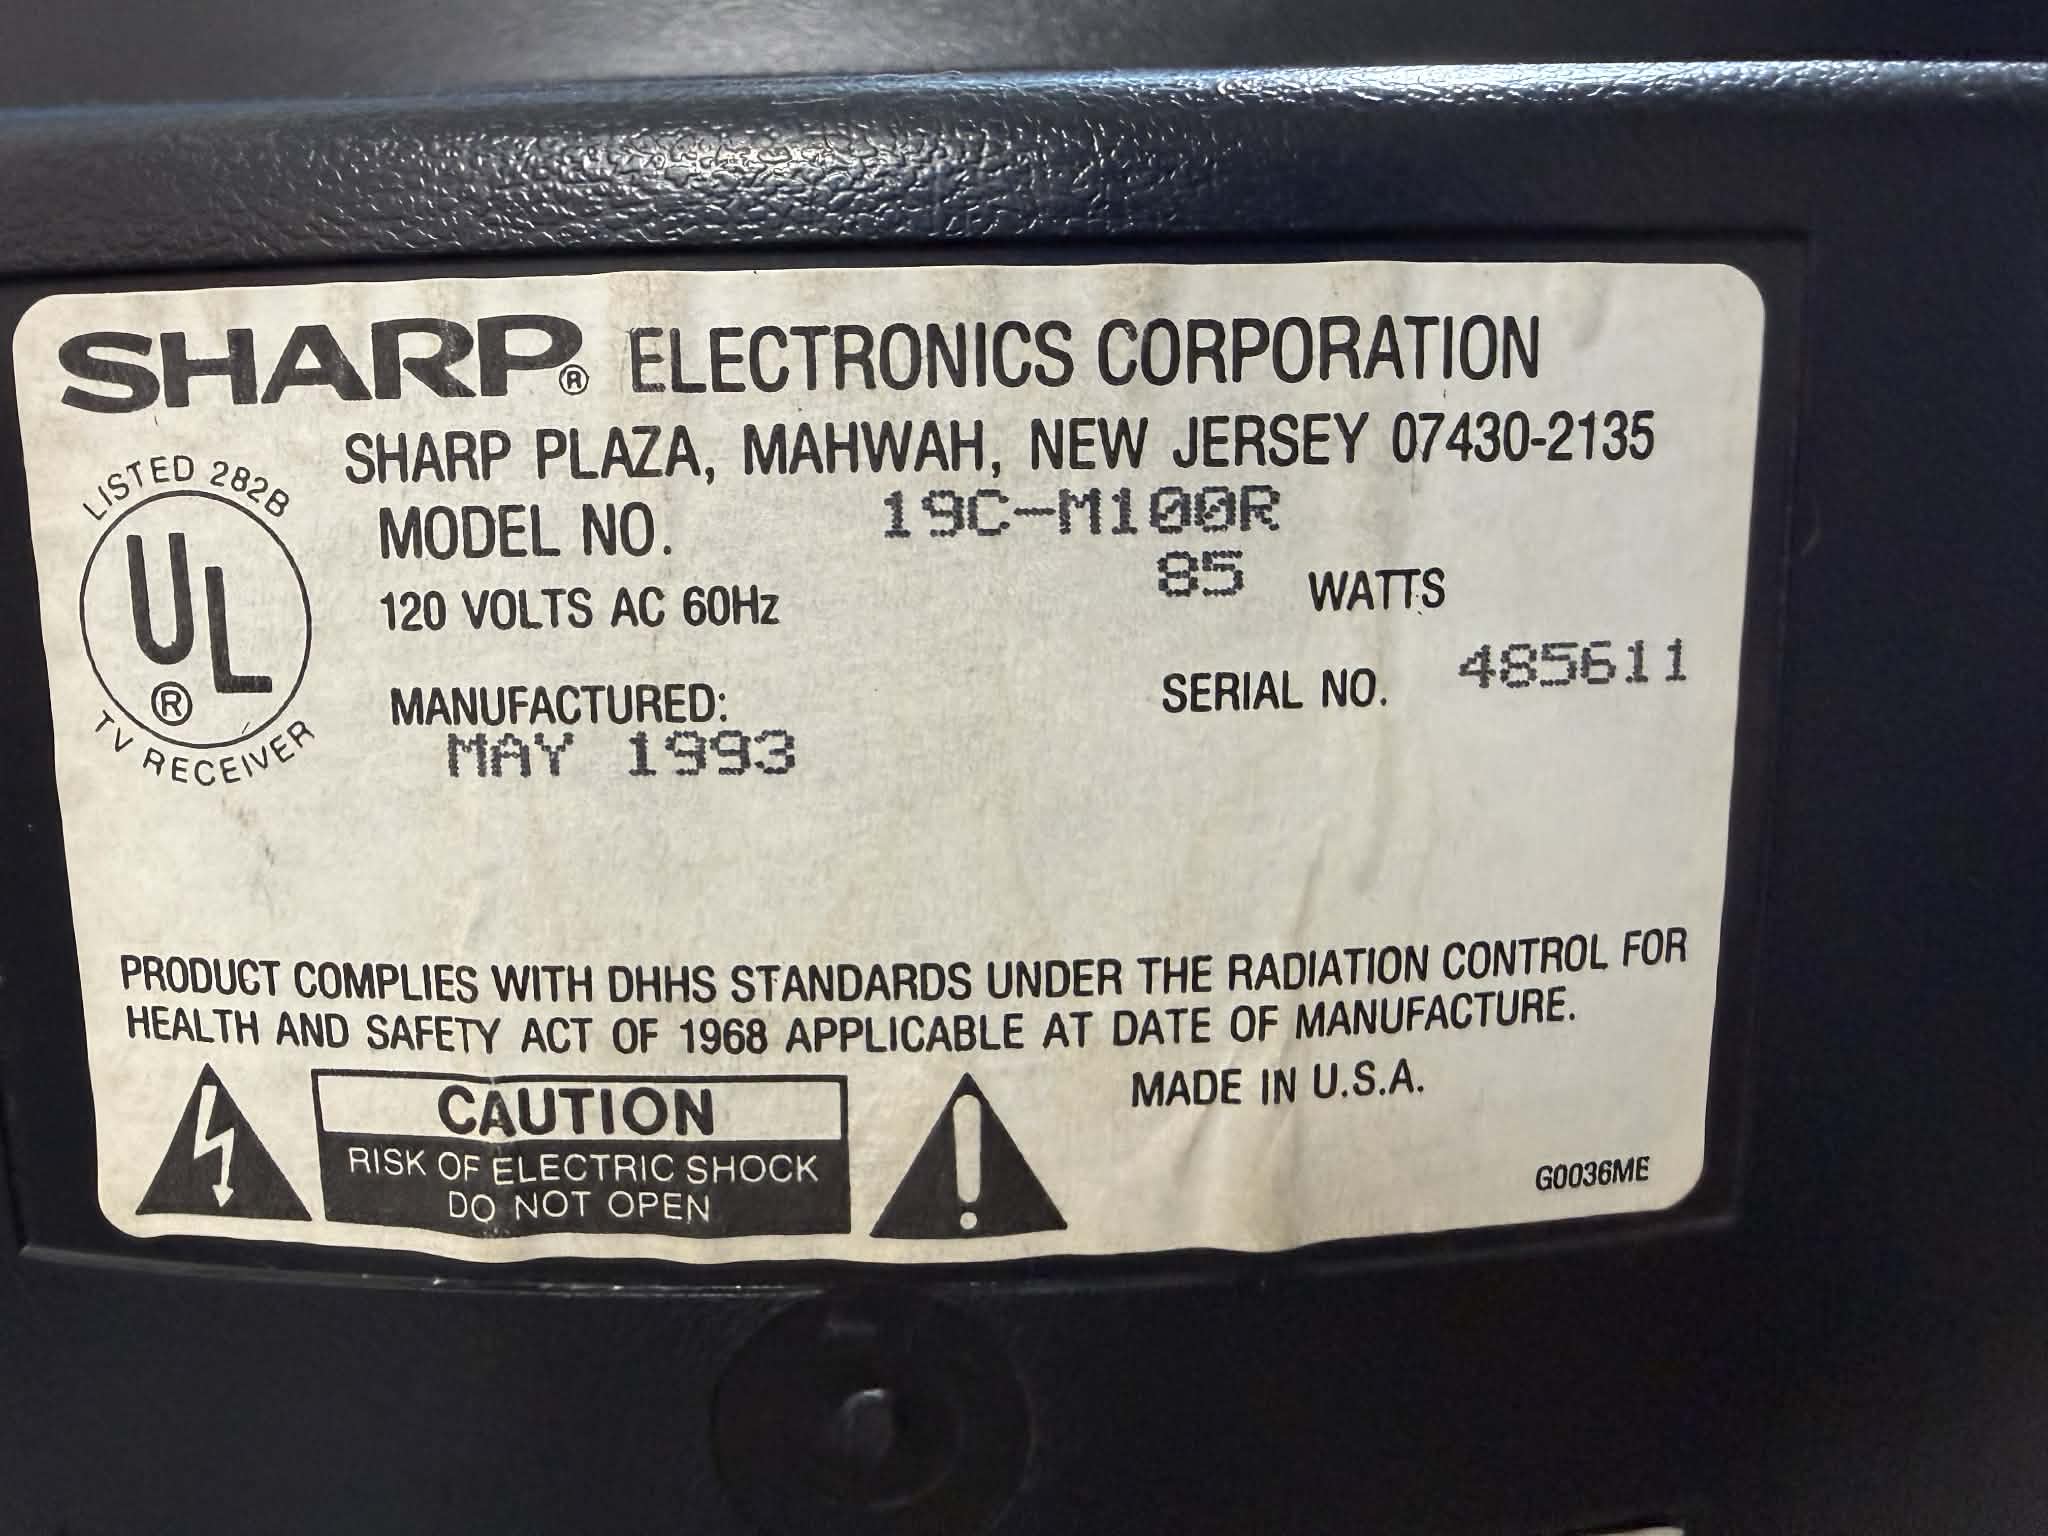 SHARP® ELECTRONICS CORPORATION
SHARP PLAZA, MAHWAH, NEW JERSEY 07430-2135
LISTED 282B
UL
®
TV RECEIVER
MODEL NO. 19C-M100R
120 VOLTS AC 60Hz 85 WATTS
MANUFACTURED: SERIAL NO. 485611
MAY 1993
PRODUCT COMPLIES WITH DHHS STANDARDS UNDER THE RADIATION CONTROL FOR
HEALTH AND SAFETY ACT OF 1968 APPLICABLE AT DATE OF MANUFACTURE.
MADE IN U.S.A.
CAUTION
RISK OF ELECTRIC SHOCK
DO NOT OPEN
G0036ME